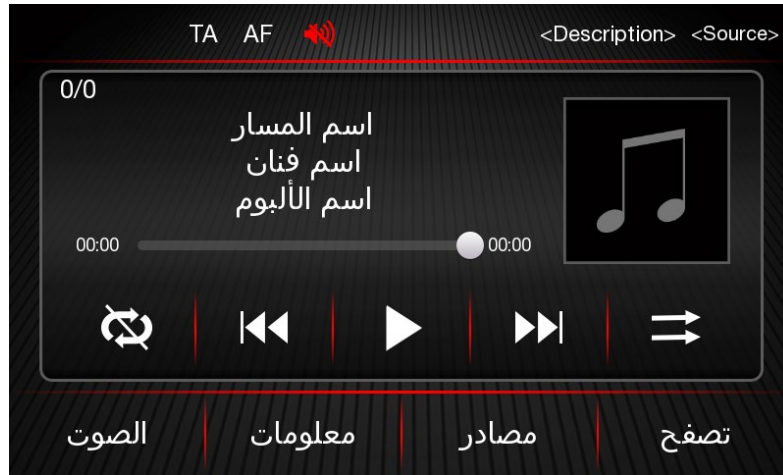 TA AF <Description> <Source>
0/0
اسم المسار
اسم فنان
اسم الألبوم
00:00 00:00
تصفح مصادر معلومات الصوت